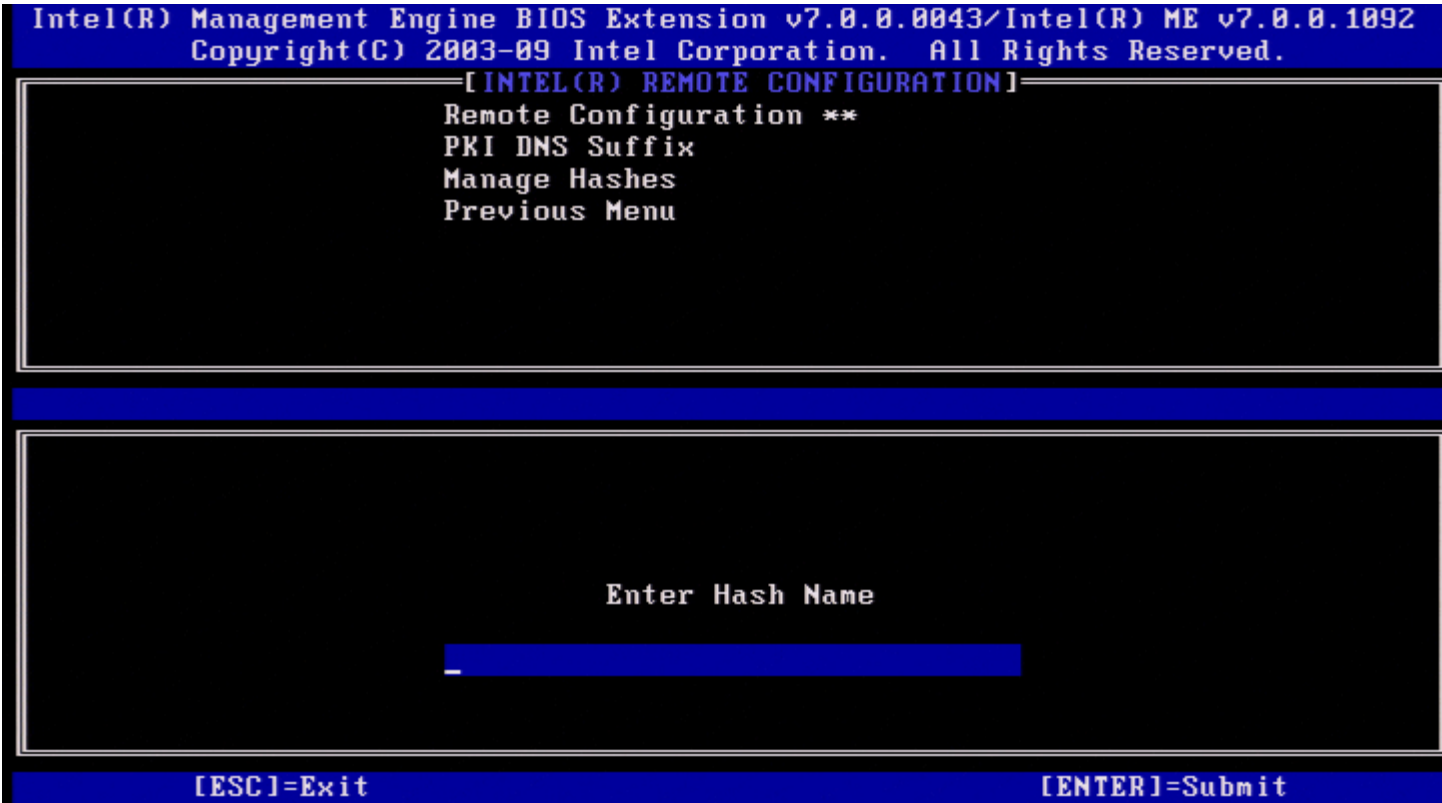 Intel(R) Management Engine BIOS Extension v7.0.0.0043/Intel(R) ME v7.0.0.1092
Copyright(C) 2003-09 Intel Corporation.  All Rights Reserved.
[INTEL(R) REMOTE CONFIGURATION]
Remote Configuration **
PKI DNS Suffix
Manage Hashes
Previous Menu
Enter Hash Name
[ESC]=Exit [ENTER]=Submit